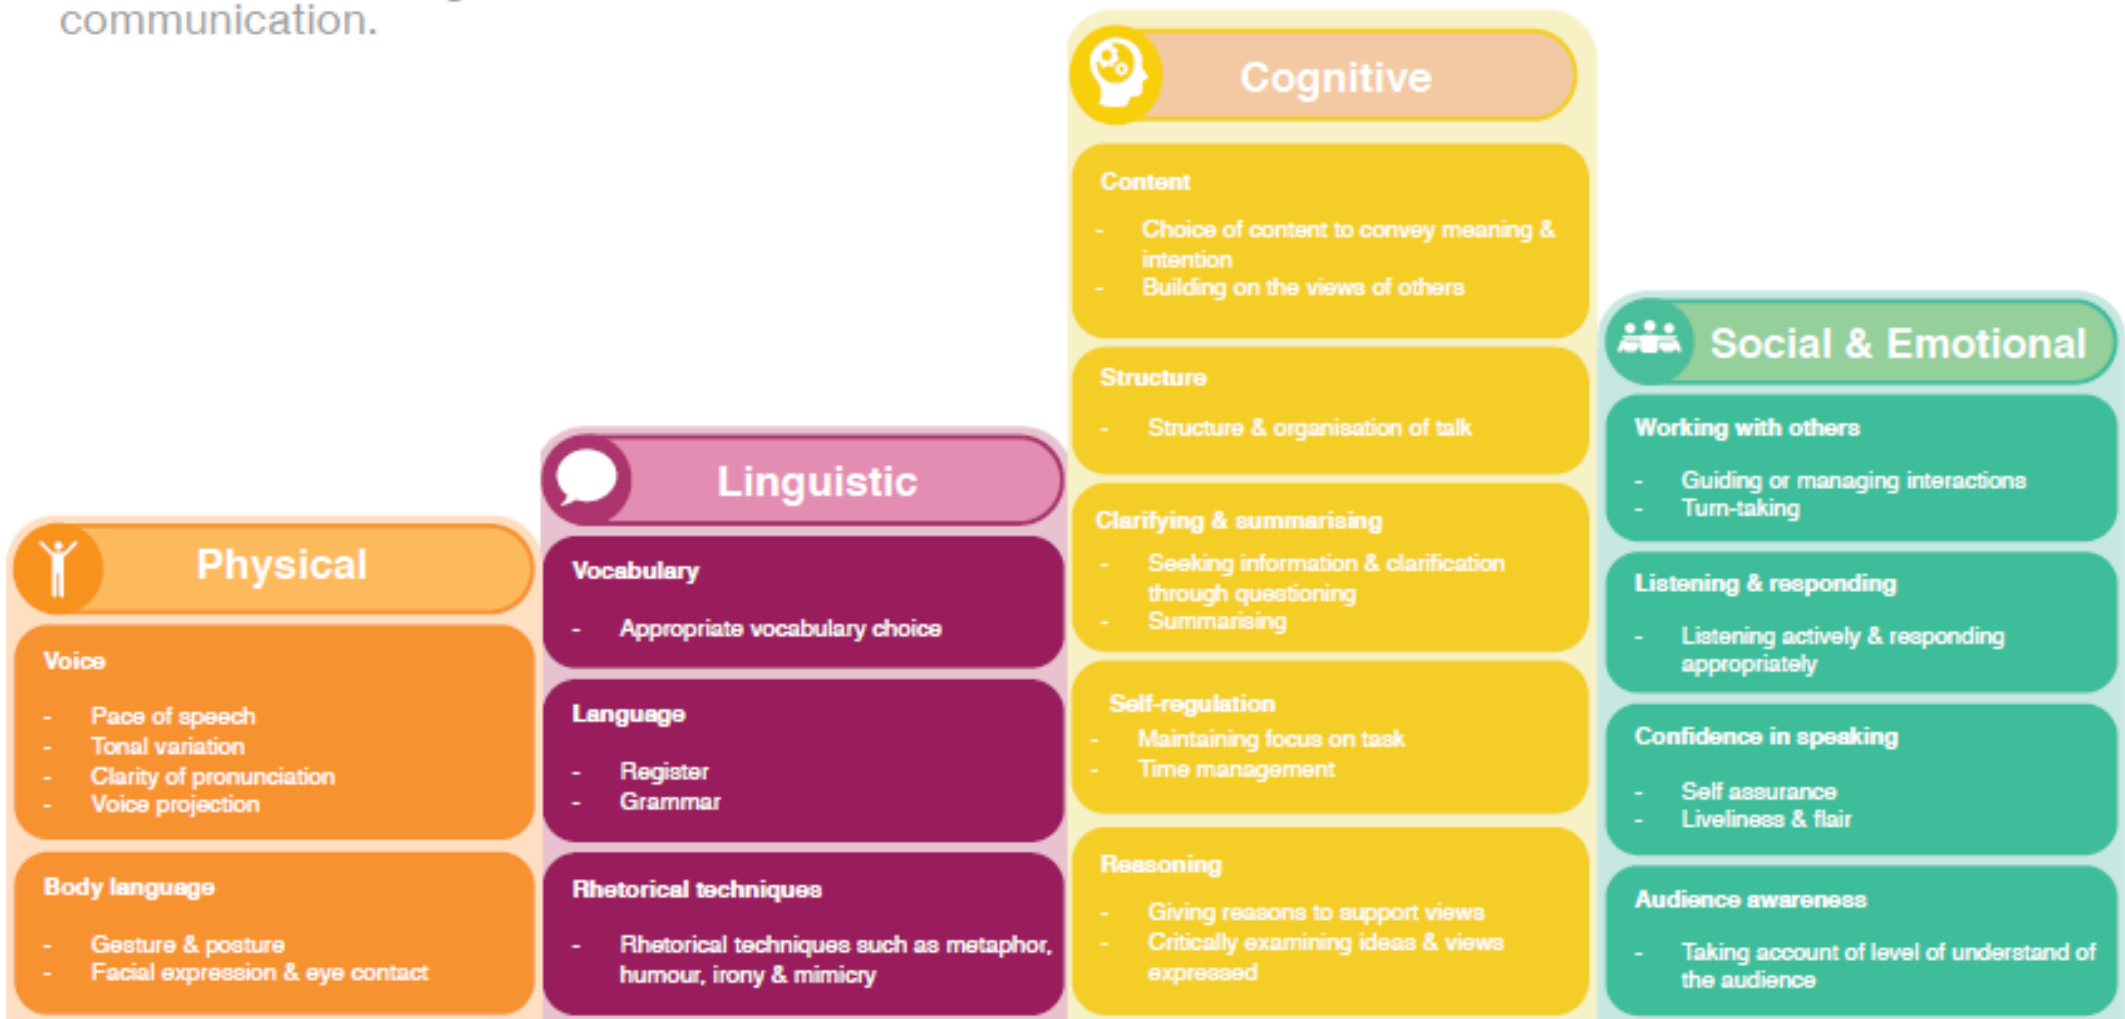 communication.
Physical
Voice
- Pace of speech
- Tonal variation
- Clarity of pronunciation
- Voice projection
Body language
- Gesture & posture
- Facial expression & eye contact
Linguistic
Vocabulary
- Appropriate vocabulary choice
Language
- Register
- Grammar
Rhetorical techniques
- Rhetorical techniques such as metaphor,
humour, irony & mimicry
Cognitive
Content
- Choice of content to convey meaning &
intention
- Building on the views of others
Structure
- Structure & organisation of talk
Clarifying & summarising
- Seeking information & clarification
through questioning
- Summarising
Self-regulation
- Maintaining focus on task
- Time management
Reasoning
- Giving reasons to support views
- Critically examining ideas & views
expressed
Social & Emotional
Working with others
- Guiding or managing interactions
- Turn-taking
Listening & responding
- Listening actively & responding
appropriately
Confidence in speaking
- Self assurance
- Liveliness & flair
Audience awareness
- Taking account of level of understand of
the audience